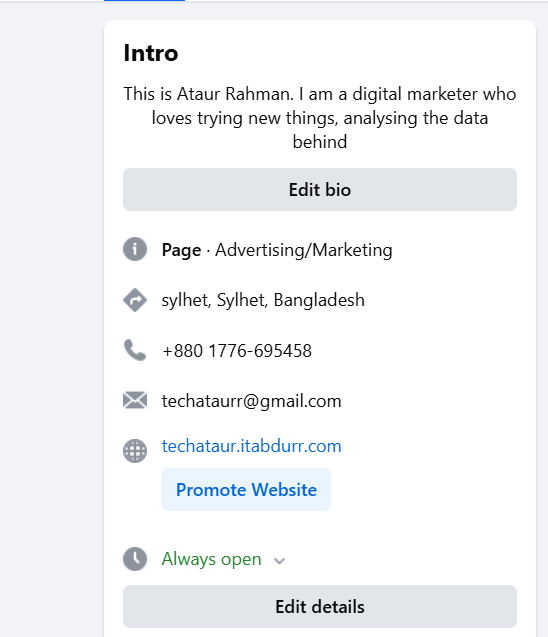 Intro
This is Ataur Rahman. I am a digital marketer who
loves trying new things, analysing the data
behind
Edit bio
Page · Advertising/Marketing
sylhet, Sylhet, Bangladesh
+880 1776-695458
techataurr@gmail.com
techataur.itabdurr.com
Promote Website
Always open
Edit details